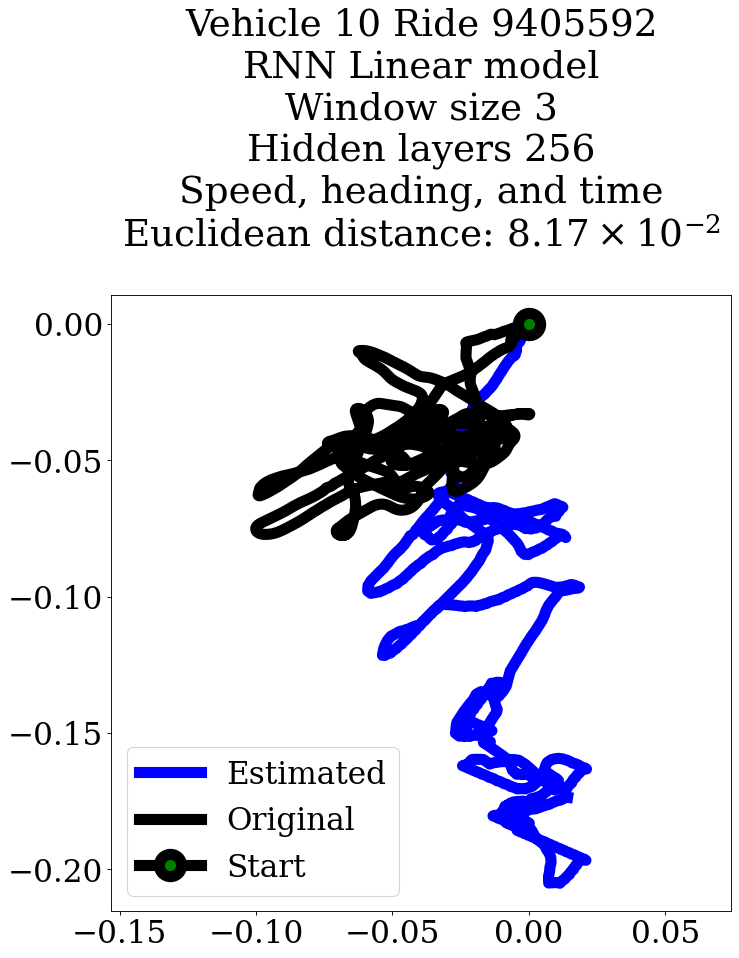 Vehicle 10 Ride 9405592
RNN Linear model
Window size 3
Hidden layers 256
Speed, heading, and time
Euclidean distance: 8.17 × 10⁻²
0.00
−0.05
−0.10
−0.15
−0.20
Estimated
Original
Start
−0.15 −0.10 −0.05 0.00 0.05